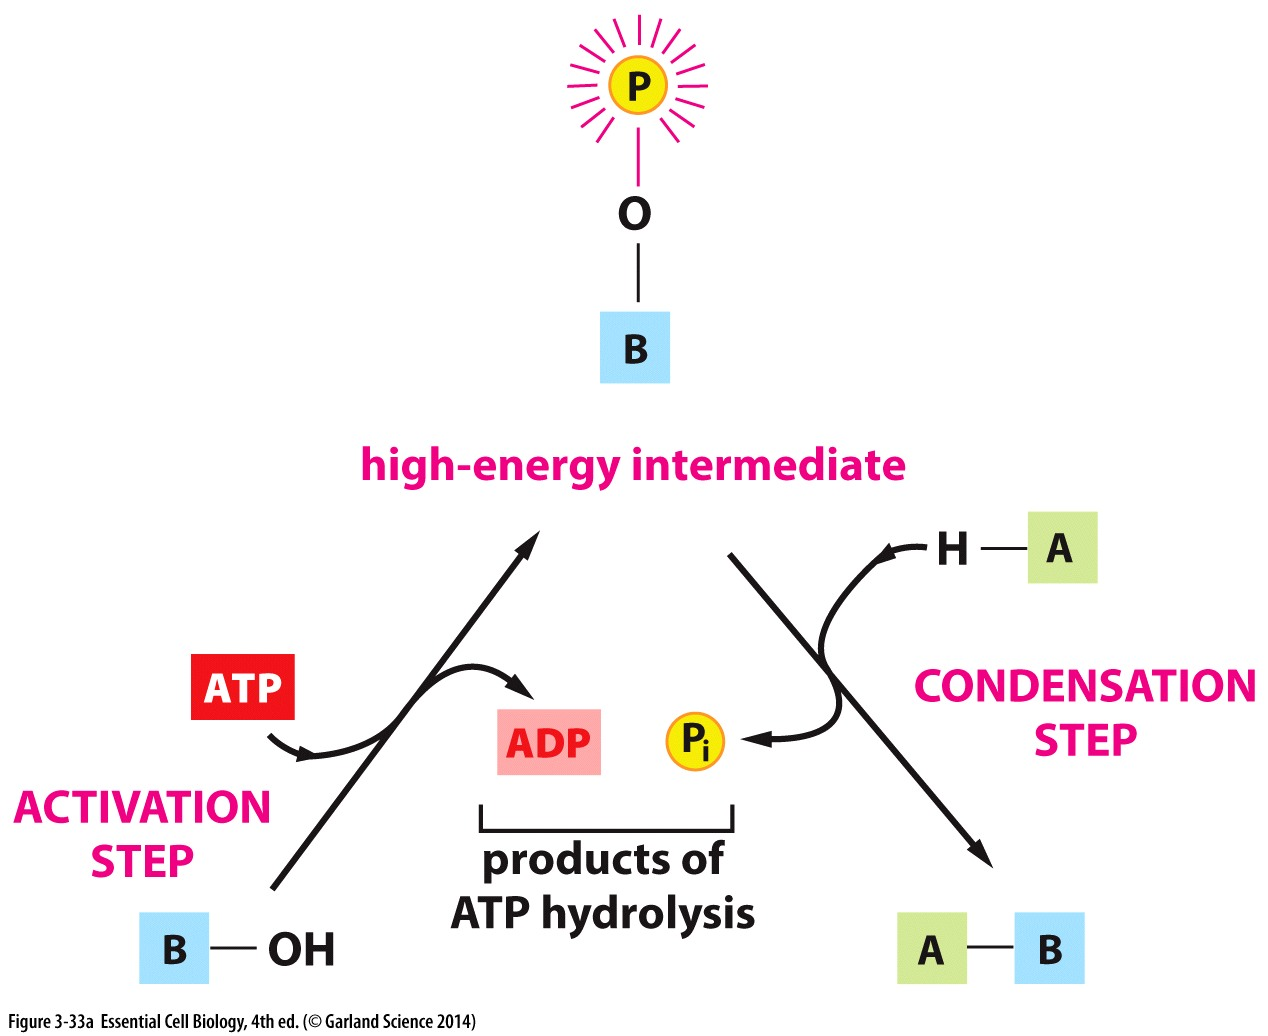 P
O
B
high-energy intermediate
H
A
ATP
CONDENSATION
STEP
ADP
Pi
ACTIVATION
STEP
products of
ATP hydrolysis
B OH
A B
Figure 3-33a Essential Cell Biology, 4th ed. (© Garland Science 2014)